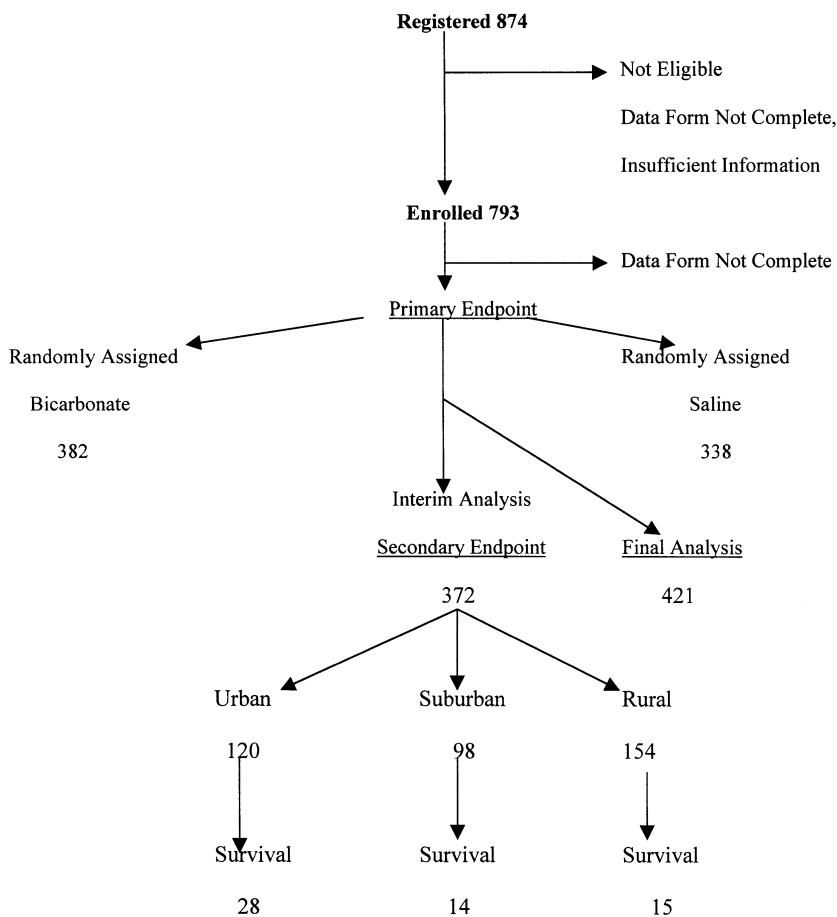 Registered 874
Not Eligible
Data Form Not Complete,
Insufficient Information
Enrolled 793
Data Form Not Complete
Primary Endpoint
Randomly Assigned
Bicarbonate
382
Randomly Assigned
Saline
338
Interim Analysis
Secondary Endpoint
372
Final Analysis
421
Urban
120
Suburban
98
Rural
154
Survival
28
Survival
14
Survival
15